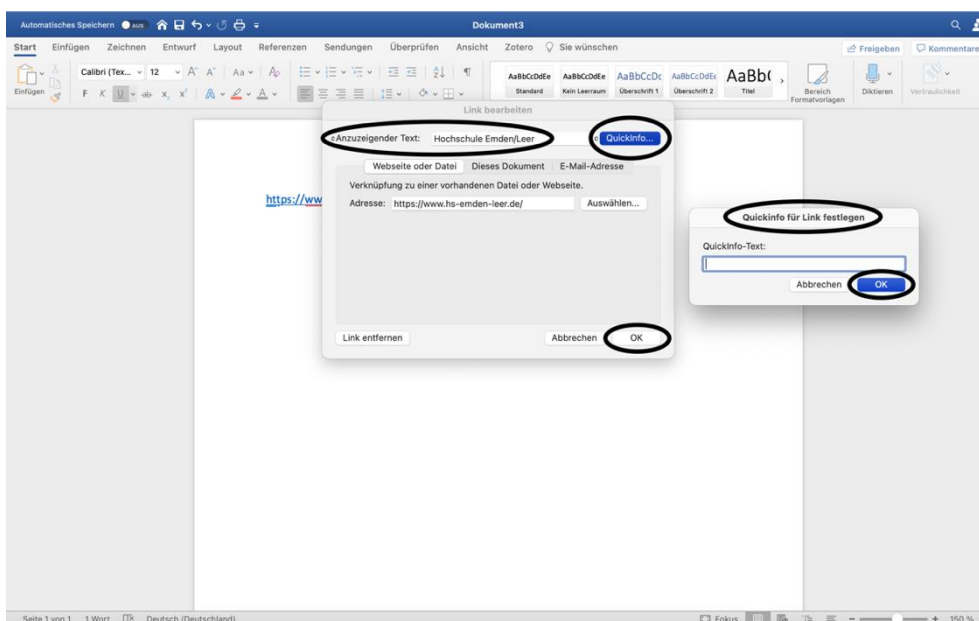 Automatisches Speichern AUS Dokument3
Start Einfügen Zeichnen Entwurf Layout Referenzen Sendungen Überprüfen Ansicht Zotero Sie wünschen Freigeben Kommentare
Einfügen Calibri (Tex... 12 A A Aa A AaBbCcDdEe AaBbCcDdEe AaBbCcDc AaBbCcDdEe AaBb(
F K U ab x x A A Standard Kein Leerraum Überschrift 1 Überschrift 2 Titel Bereich Formatvorlagen Diktieren Vertraulichkeit
Link bearbeiten
Anzuzeigender Text: Hochschule Emden/Leer QuickInfo...
Webseite oder Datei Dieses Dokument E-Mail-Adresse
Verknüpfung zu einer vorhandenen Datei oder Webseite.
https://ww
Adresse: https://www.hs-emden-leer.de/ Auswählen...
Quickinfo für Link festlegen
QuickInfo-Text:
Abbrechen OK
Link entfernen Abbrechen OK
Seite 1 von 1 1 Wort Deutsch (Deutschland) Fokus 150 %